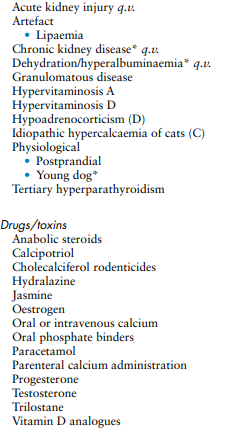 Acute kidney injury q.v.
Artefact
• Lipaemia
Chronic kidney disease* q.v.
Dehydration/hyperalbuminaemia* q.v.
Granulomatous disease
Hypervitaminosis A
Hypervitaminosis D
Hypoadrenocorticism (D)
Idiopathic hypercalcaemia of cats (C)
Physiological
• Postprandial
• Young dog*
Tertiary hyperparathyroidism
Drugs/toxins
Anabolic steroids
Calcipotriol
Cholecalciferol rodenticides
Hydralazine
Jasmine
Oestrogen
Oral or intravenous calcium
Oral phosphate binders
Paracetamol
Parenteral calcium administration
Progesterone
Testosterone
Trilostane
Vitamin D analogues